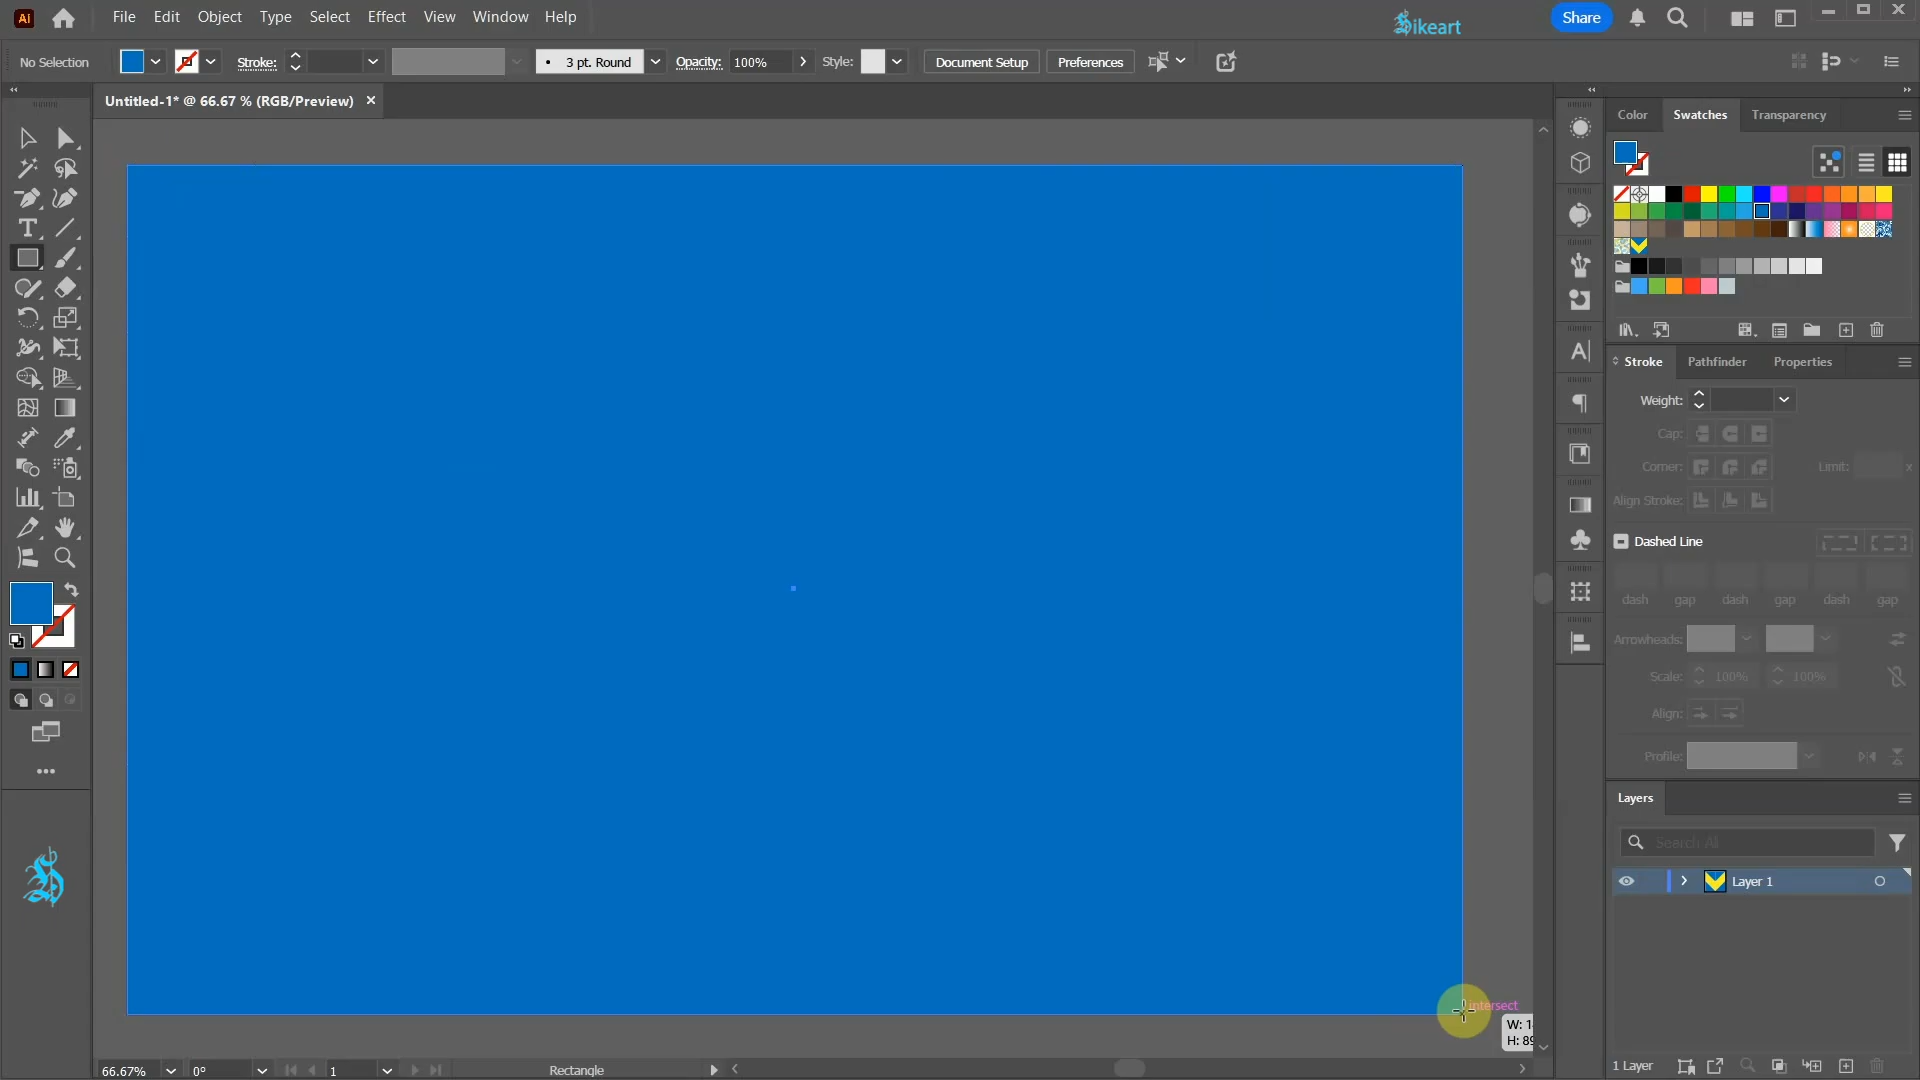 Ai File Edit Object Type Select Effect View Window Help
Sikeart
Share
No Selection
Stroke:
3 pt. Round
Opacity: 100%
Style:
Document Setup
Preferences
Untitled-1* @ 66.67 % (RGB/Preview)
Color Swatches Transparency
Stroke Pathfinder Properties
Weight:
Cap:
Corner:
Limit:
x
Align Stroke:
Dashed Line
dash gap dash gap dash gap
Arrowheads:
Scale: 100% 100%
Align:
Profile:
Layers
Search All
Layer 1
intersect
W: 1
H: 89
1 Layer
66.67% 0° 1 Rectangle